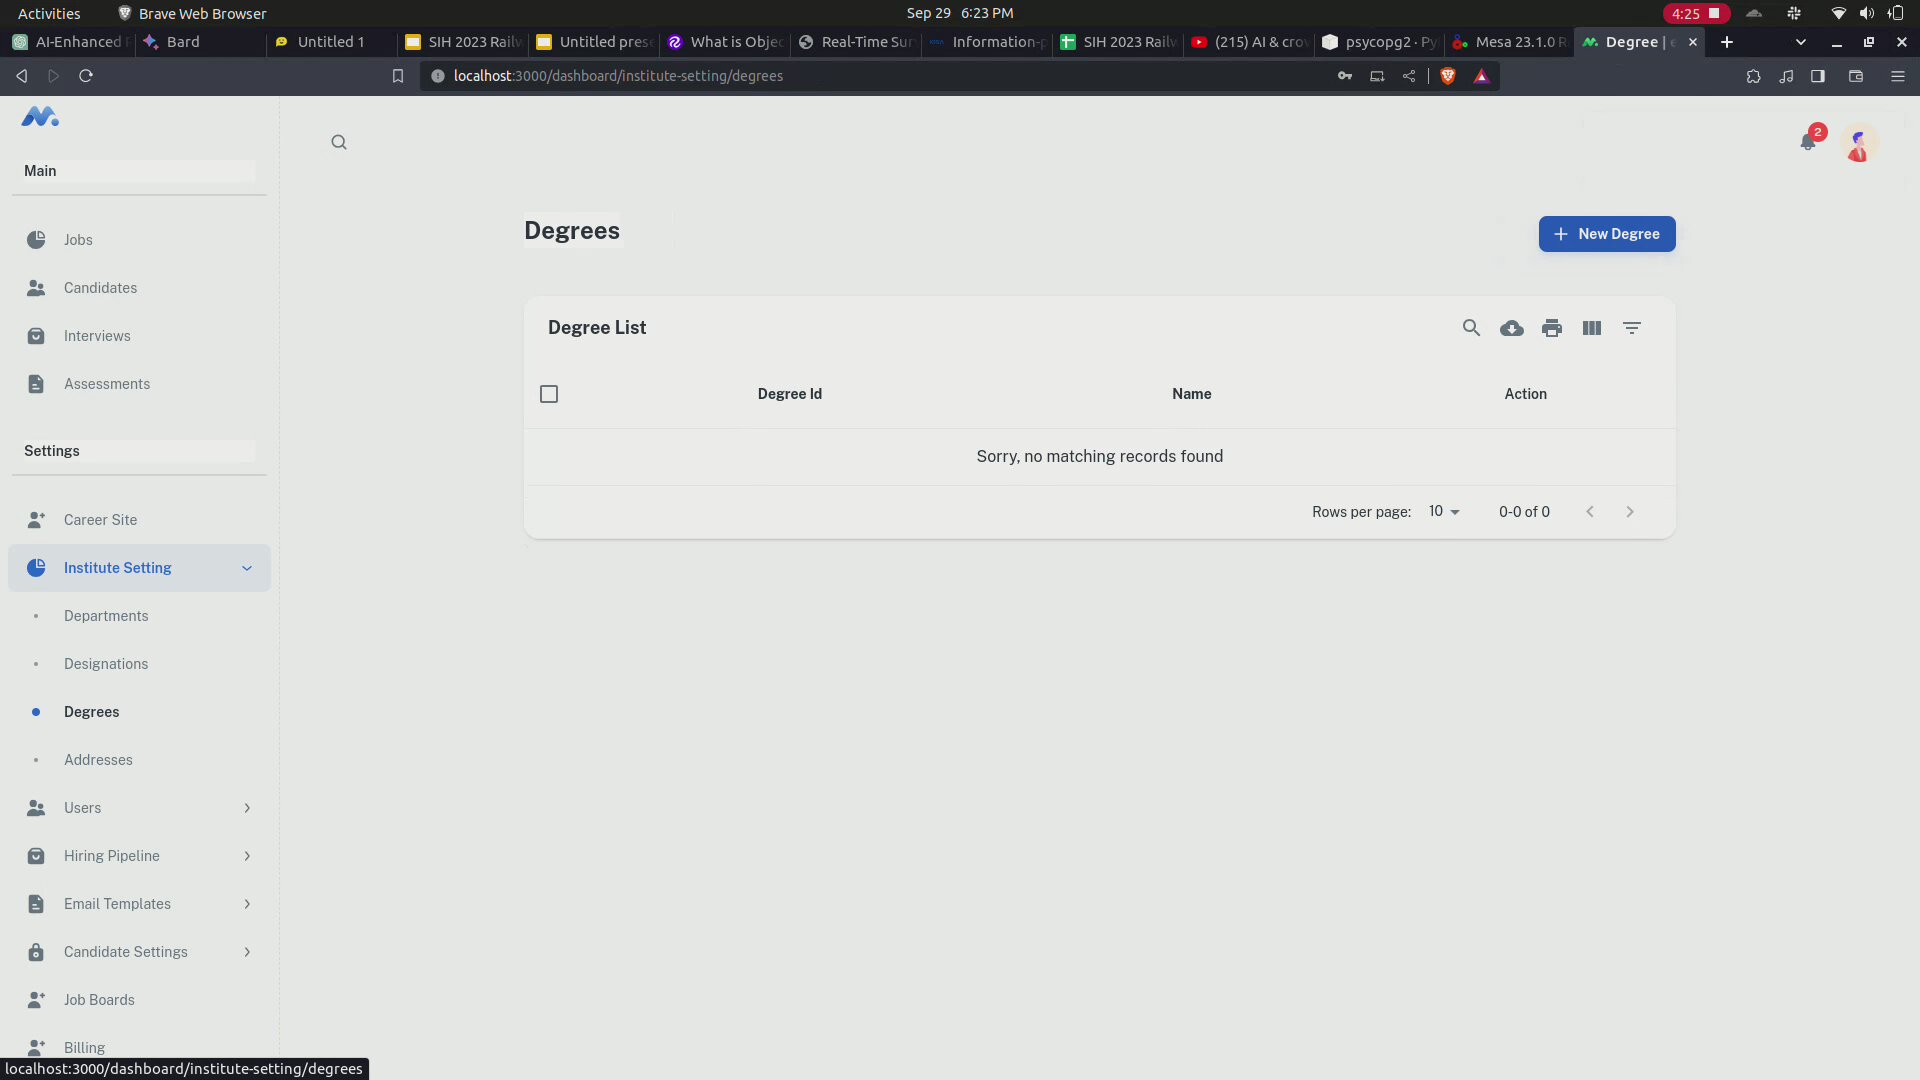 Activities
Brave Web Browser
Sep 29 6:23 PM
4:25
AI-Enhanced
Bard
Untitled 1
SIH 2023 Railw
Untitled prese
What is Objec
Real-Time Sur
Information-p
SIH 2023 Railw
(215) AI & crow
psycopg2 · Py
Mesa 23.1.0 R
Degree |
localhost:3000/dashboard/institute-setting/degrees
2
Main
Jobs
Candidates
Interviews
Assessments
Settings
Career Site
Institute Setting
Departments
Designations
Degrees
Addresses
Users
Hiring Pipeline
Email Templates
Candidate Settings
Job Boards
Billing
Degrees
New Degree
Degree List
Degree Id
Name
Action
Sorry, no matching records found
Rows per page: 10
0-0 of 0
localhost:3000/dashboard/institute-setting/degrees